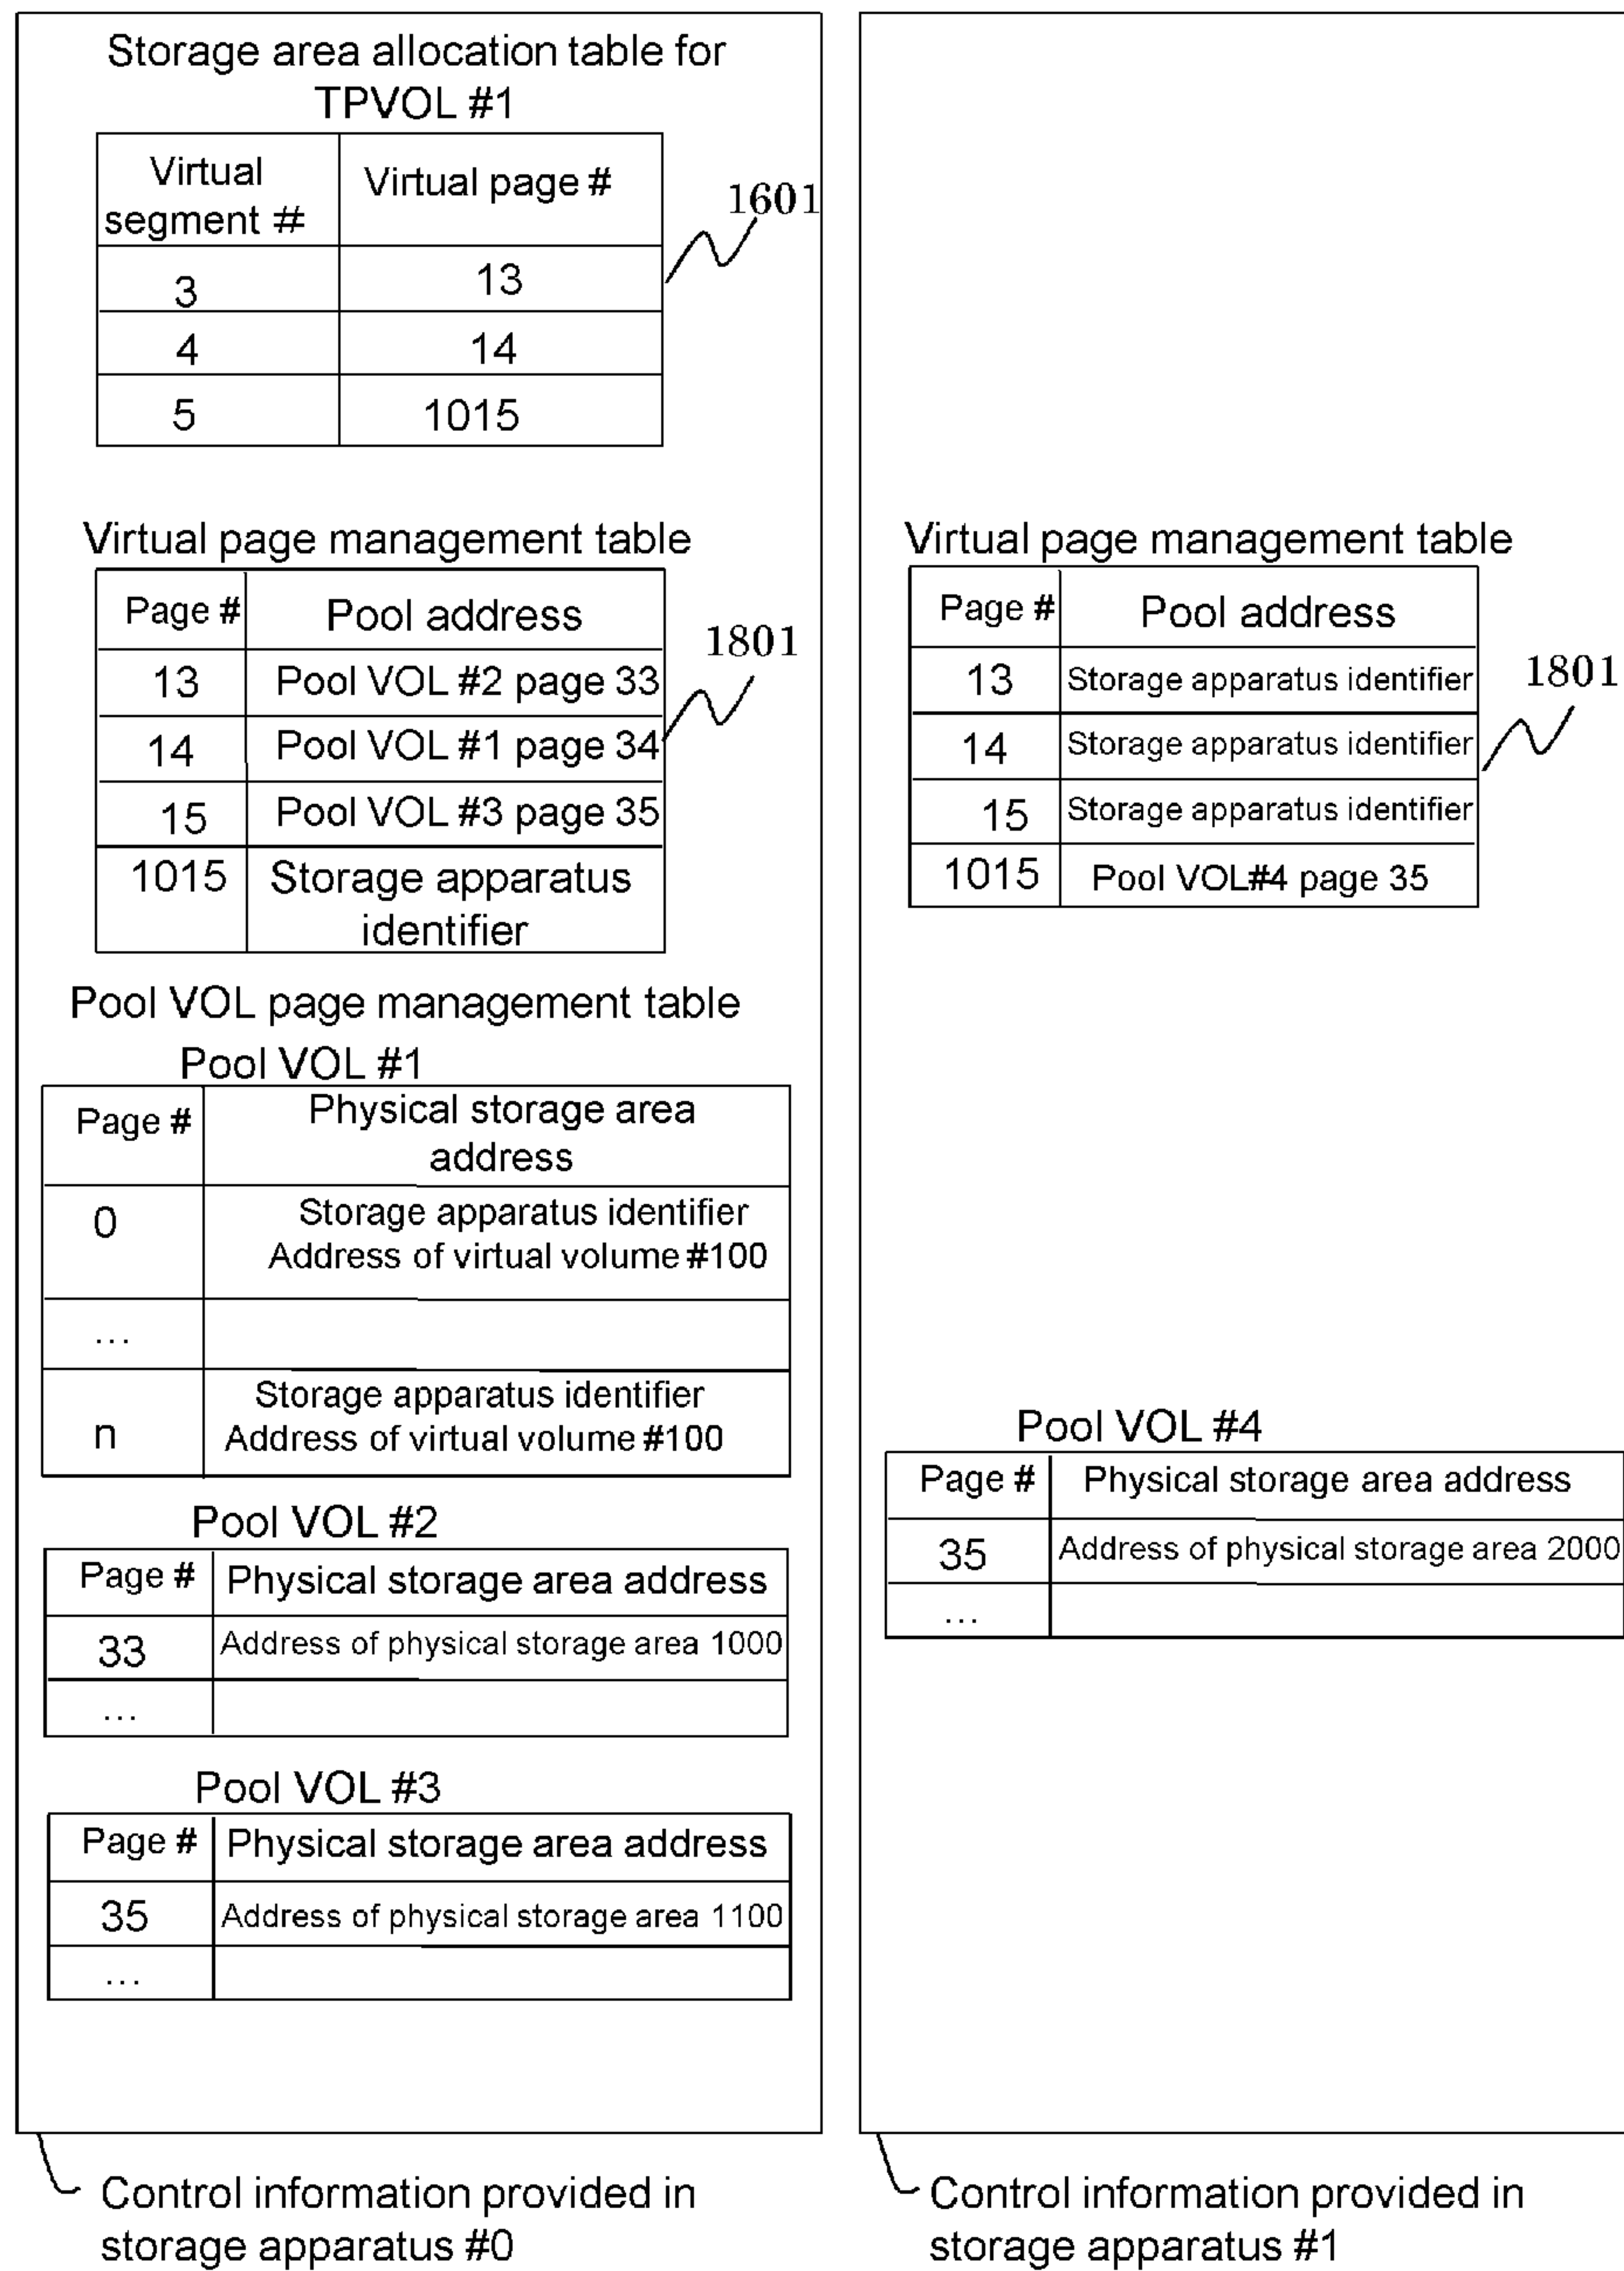 Storage area allocation table for
TPVOL #1
Virtual segment # Virtual page #
3 13
4 14
5 1015
1601
Virtual page management table
Page # Pool address
13 Pool VOL #2 page 33
14 Pool VOL #1 page 34
15 Pool VOL #3 page 35
1015 Storage apparatus
identifier
1801
Pool VOL page management table
Pool VOL #1
Page # Physical storage area
address
0 Storage apparatus identifier
Address of virtual volume #100
...
n Storage apparatus identifier
Address of virtual volume #100
Pool VOL #2
Page # Physical storage area address
33 Address of physical storage area 1000
...
Pool VOL #3
Page # Physical storage area address
35 Address of physical storage area 1100
...
Control information provided in
storage apparatus #0
Virtual page management table
Page # Pool address
13 Storage apparatus identifier
14 Storage apparatus identifier
15 Storage apparatus identifier
1015 Pool VOL#4 page 35
1801
Pool VOL #4
Page # Physical storage area address
35 Address of physical storage area 2000
...
Control information provided in
storage apparatus #1